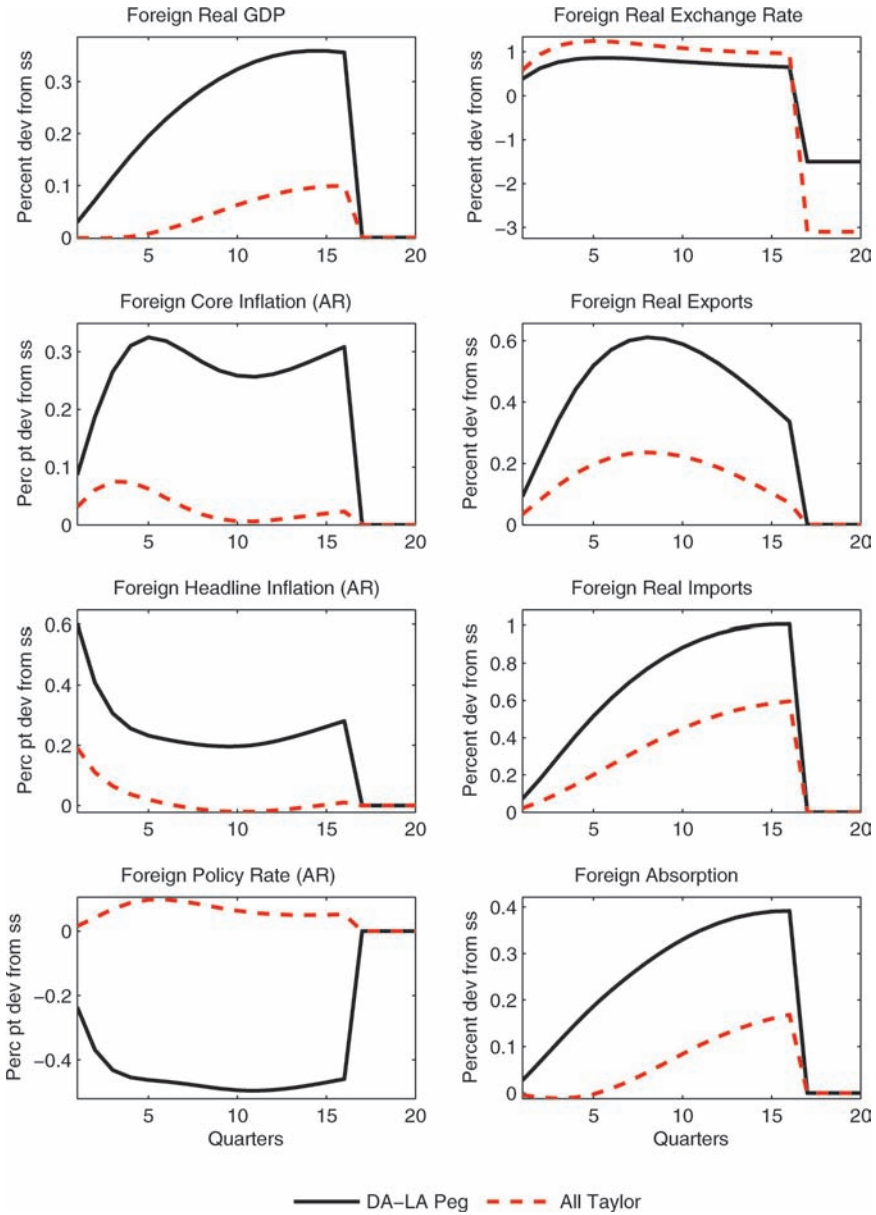 Foreign Real GDP
Percent dev from ss
0.3
0.2
0.1
0
5 10 15 20
Foreign Real Exchange Rate
Percent dev from ss
1
0
−1
−2
−3
5 10 15 20
Foreign Core Inflation (AR)
Perc pt dev from ss
0.3
0.2
0.1
0
5 10 15 20
Foreign Real Exports
Percent dev from ss
0.6
0.4
0.2
0
5 10 15 20
Foreign Headline Inflation (AR)
Perc pt dev from ss
0.6
0.4
0.2
0
5 10 15 20
Foreign Real Imports
Percent dev from ss
1
0.8
0.6
0.4
0.2
0
5 10 15 20
Foreign Policy Rate (AR)
Perc pt dev from ss
0
−0.2
−0.4
5 10 15 20
Quarters
Foreign Absorption
Percent dev from ss
0.4
0.3
0.2
0.1
0
5 10 15 20
Quarters
DA−LA Peg All Taylor